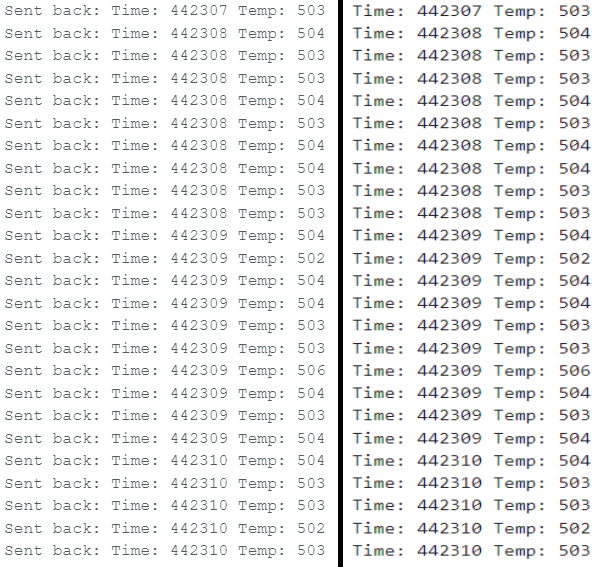 Sent back: Time: 442307 Temp: 503
Sent back: Time: 442308 Temp: 504
Sent back: Time: 442308 Temp: 503
Sent back: Time: 442308 Temp: 503
Sent back: Time: 442308 Temp: 504
Sent back: Time: 442308 Temp: 503
Sent back: Time: 442308 Temp: 504
Sent back: Time: 442308 Temp: 504
Sent back: Time: 442308 Temp: 503
Sent back: Time: 442308 Temp: 503
Sent back: Time: 442309 Temp: 504
Sent back: Time: 442309 Temp: 502
Sent back: Time: 442309 Temp: 504
Sent back: Time: 442309 Temp: 504
Sent back: Time: 442309 Temp: 503
Sent back: Time: 442309 Temp: 503
Sent back: Time: 442309 Temp: 506
Sent back: Time: 442309 Temp: 504
Sent back: Time: 442309 Temp: 503
Sent back: Time: 442309 Temp: 504
Sent back: Time: 442310 Temp: 504
Sent back: Time: 442310 Temp: 503
Sent back: Time: 442310 Temp: 503
Sent back: Time: 442310 Temp: 502
Sent back: Time: 442310 Temp: 503
Time: 442307 Temp: 503
Time: 442308 Temp: 504
Time: 442308 Temp: 503
Time: 442308 Temp: 503
Time: 442308 Temp: 504
Time: 442308 Temp: 503
Time: 442308 Temp: 504
Time: 442308 Temp: 504
Time: 442308 Temp: 503
Time: 442308 Temp: 503
Time: 442309 Temp: 504
Time: 442309 Temp: 502
Time: 442309 Temp: 504
Time: 442309 Temp: 504
Time: 442309 Temp: 503
Time: 442309 Temp: 503
Time: 442309 Temp: 506
Time: 442309 Temp: 504
Time: 442309 Temp: 503
Time: 442309 Temp: 504
Time: 442310 Temp: 504
Time: 442310 Temp: 503
Time: 442310 Temp: 503
Time: 442310 Temp: 502
Time: 442310 Temp: 503